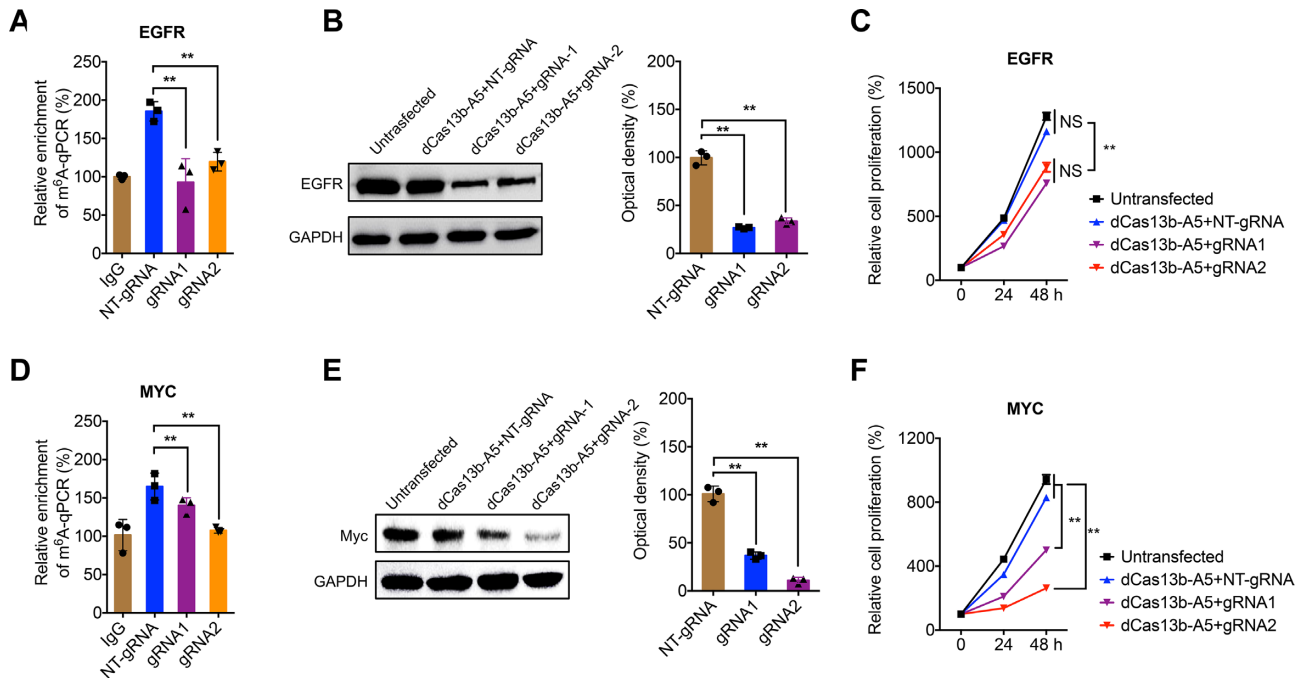 A
EGFR
Relative enrichment
of m⁶A-qPCR (%)
250
200
150
100
50
0
**
**
IgG
NT-gRNA
gRNA1
gRNA2
B
Untrasfected
dCas13b-A5+NT-gRNA
dCas13b-A5+gRNA-1
dCas13b-A5+gRNA-2
EGFR
GAPDH
Optical density (%)
200
150
100
50
0
**
**
NT-gRNA
gRNA1
gRNA2
C
EGFR
Relative cell proliferation (%)
1500
1000
500
0
0 24 48 h
NS
NS
**
Untransfected
dCas13b-A5+NT-gRNA
dCas13b-A5+gRNA1
dCas13b-A5+gRNA2
D
MYC
Relative enrichment
of m⁶A-qPCR (%)
250
200
150
100
50
0
**
**
IgG
NT-gRNA
gRNA1
gRNA2
E
Untransfected
dCas13b-A5+NT-gRNA
dCas13b-A5+gRNA-1
dCas13b-A5+gRNA-2
Myc
GAPDH
Optical density (%)
200
150
100
50
0
**
**
NT-gRNA
gRNA1
gRNA2
F
MYC
Relative cell proliferation (%)
1200
800
400
0
0 24 48 h
**
**
Untransfected
dCas13b-A5+NT-gRNA
dCas13b-A5+gRNA1
dCas13b-A5+gRNA2